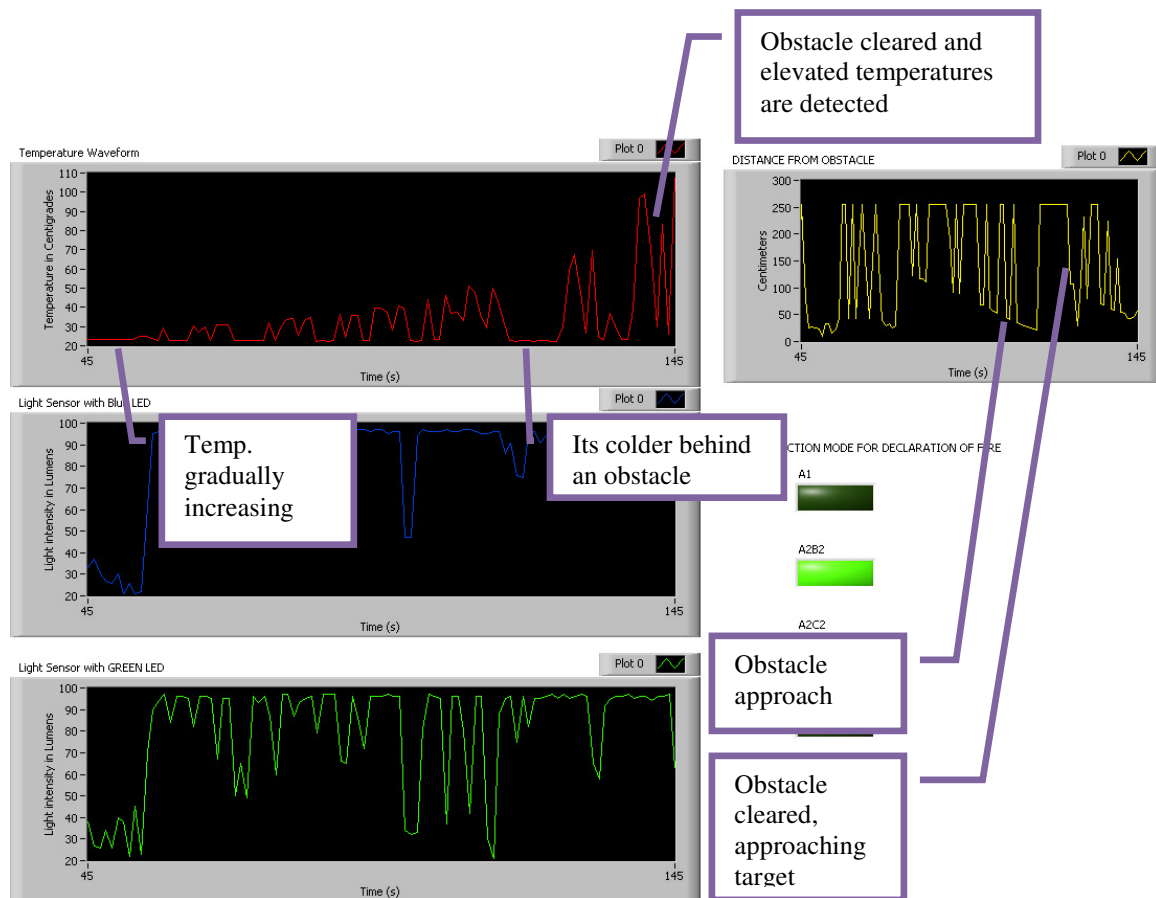 Obstacle cleared and
elevated temperatures
are detected
Temperature Waveform
Plot 0
110
100
90
80
70
60
50
40
30
20
Temperature in Centigrades
45
145
Time (s)
DISTANCE FROM OBSTACLE
Plot 0
300
250
200
150
100
50
0
Centimeters
45
145
Time (s)
Light Sensor with Blu LED
Plot 0
100
90
80
70
60
50
40
30
20
Light intensity in Lumens
45
145
Time (s)
Temp.
gradually
increasing
Its colder behind
an obstacle
CTION MODE FOR DECLARATION OF FIRE
A1
A2B2
A2C2
Light Sensor with GREEN LED
Plot 0
100
90
80
70
60
50
40
30
20
Light intensity in Lumens
45
145
Time (s)
Obstacle
approach
Obstacle
cleared,
approaching
target